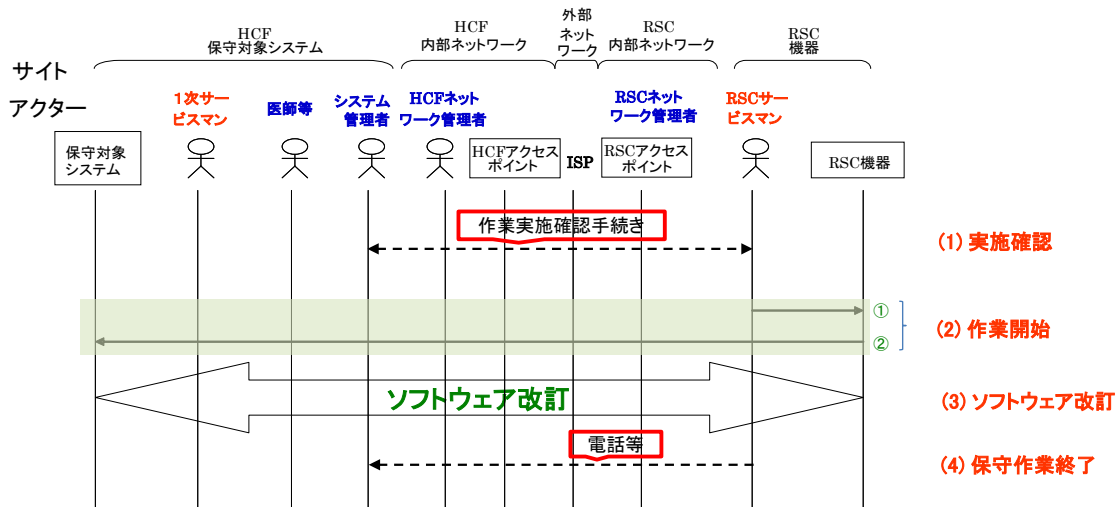 HCF
保守対象システム
HCF
内部ネットワーク
外部
ネット
ワーク
RSC
内部ネットワーク
RSC
機器
サイト
アクター
1次サー
ビスマン
医師等
システム
管理者
HCFネット
ワーク管理者
RSCネット
ワーク管理者
RSCサー
ビスマン
保守対象
システム
HCFアクセス
ポイント
ISP
RSCアクセス
ポイント
RSC機器
作業実施確認手続き
(1) 実施確認
①
②
(2) 作業開始
ソフトウェア改訂
(3) ソフトウェア改訂
電話等
(4) 保守作業終了